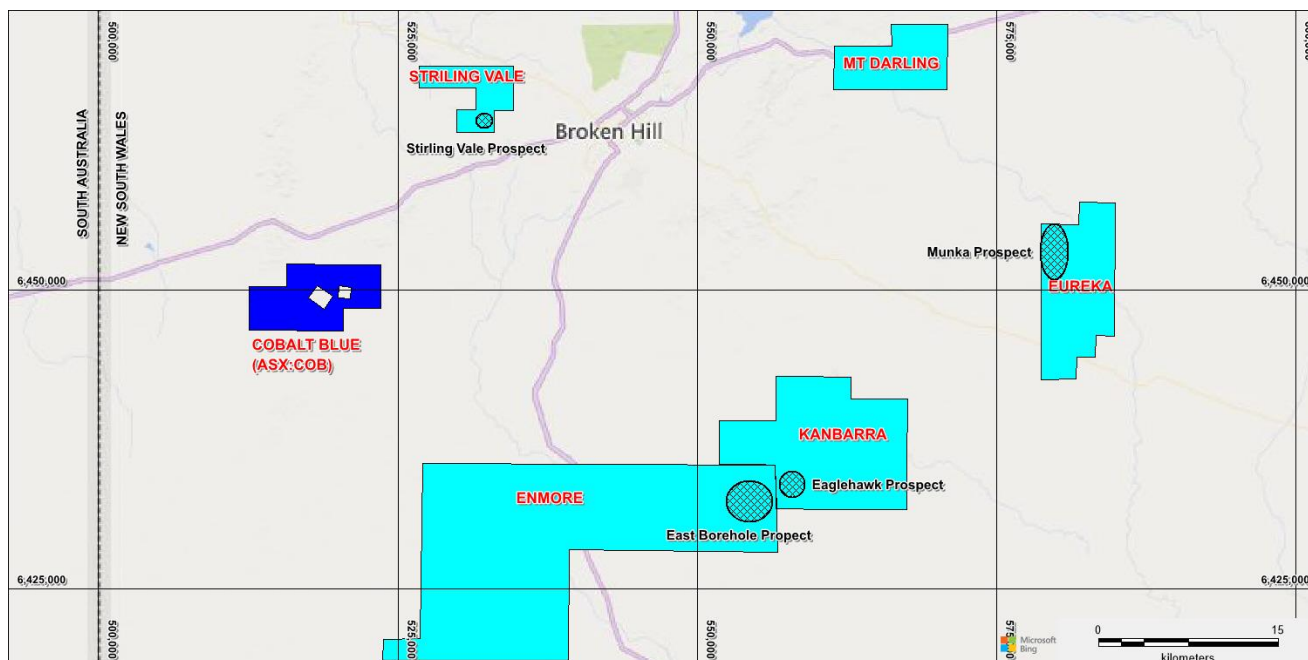 500,000
525,000
550,000
575,000
600,000
STRILING VALE
MT DARLING
Broken Hill
Stirling Vale Prospect
SOUTH AUSTRALIA
NEW SOUTH WALES
Munka Prospect
6,450,000
6,450,000
EUREKA
COBALT BLUE
(ASX:COB)
KANBARRA
Eaglehawk Prospect
ENMORE
East Borehole Propect
6,425,000
6,425,000
500,000
525,000
550,000
575,000
Microsoft
Bing
0
15
kilometers